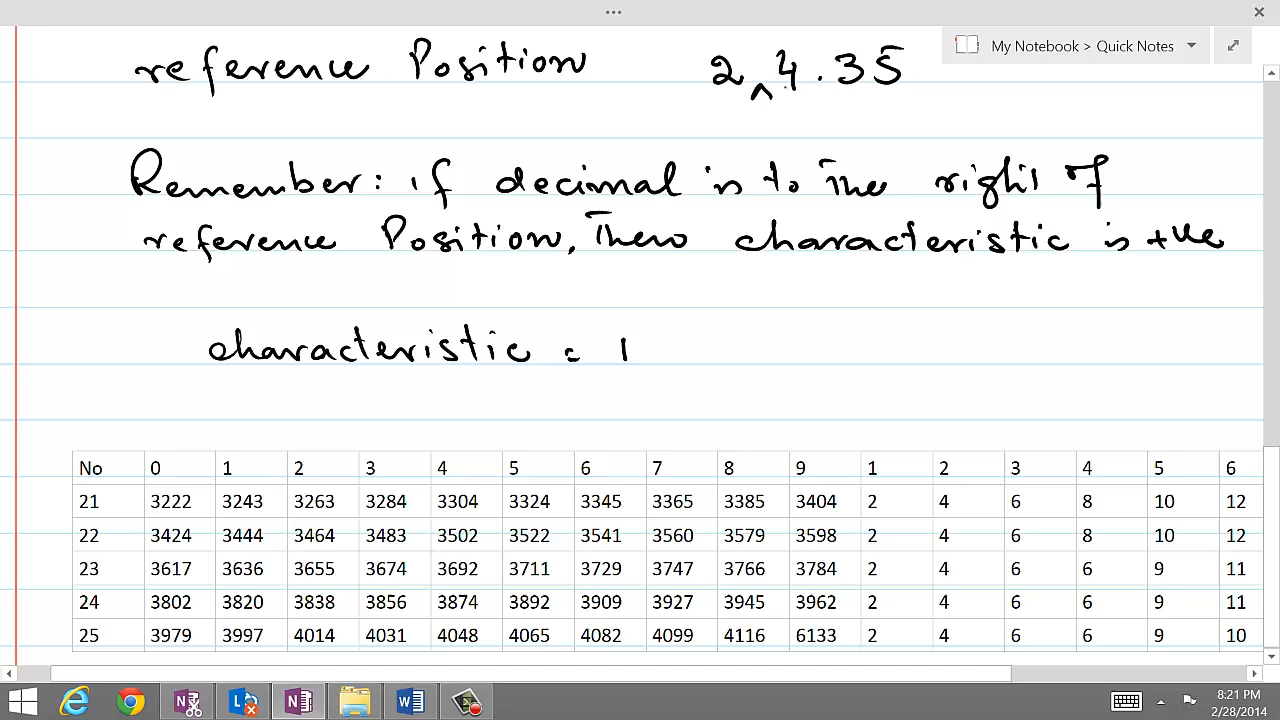 ...
My Notebook > Quick Notes
reference Position 2‸4.35
Remember: if decimal is to the right of
reference Position, Then characteristic is +ve
characteristic = 1
No 0 1 2 3 4 5 6 7 8 9 1 2 3 4 5 6
21 3222 3243 3263 3284 3304 3324 3345 3365 3385 3404 2 4 6 8 10 12
22 3424 3444 3464 3483 3502 3522 3541 3560 3579 3598 2 4 6 8 10 12
23 3617 3636 3655 3674 3692 3711 3729 3747 3766 3784 2 4 6 6 9 11
24 3802 3820 3838 3856 3874 3892 3909 3927 3945 3962 2 4 6 6 9 11
25 3979 3997 4014 4031 4048 4065 4082 4099 4116 6133 2 4 6 6 9 10
8:21 PM
2/28/2014